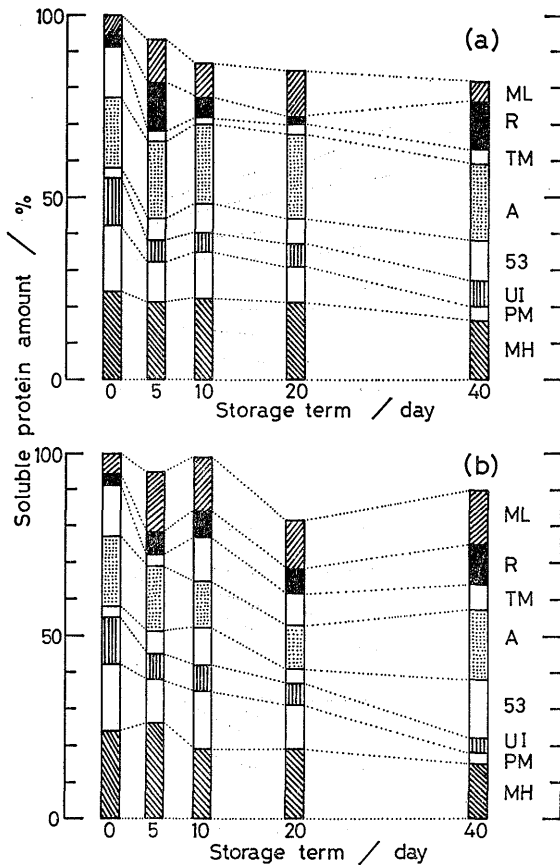 Soluble protein amount / %
100
50
0
(a)
ML
R
TM
A
53
UI
PM
MH
0 5 10 20 40
Storage term / day
100
50
0
(b)
ML
R
TM
A
53
UI
PM
MH
0 5 10 20 40
Storage term / day